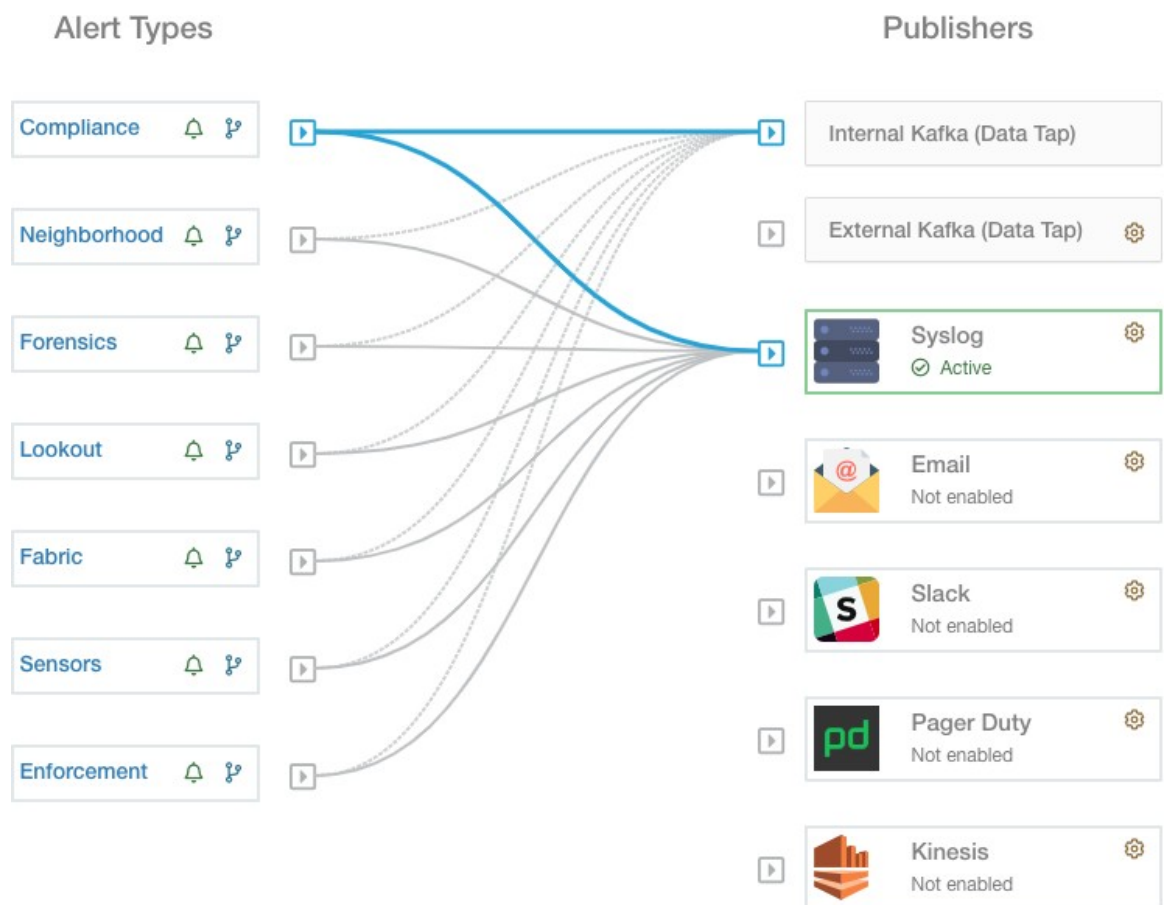 Alert Types
Publishers
Compliance
Neighborhood
Forensics
Lookout
Fabric
Sensors
Enforcement
Internal Kafka (Data Tap)
External Kafka (Data Tap)
Syslog
Active
@
Email
Not enabled
S
Slack
Not enabled
pd
Pager Duty
Not enabled
Kinesis
Not enabled